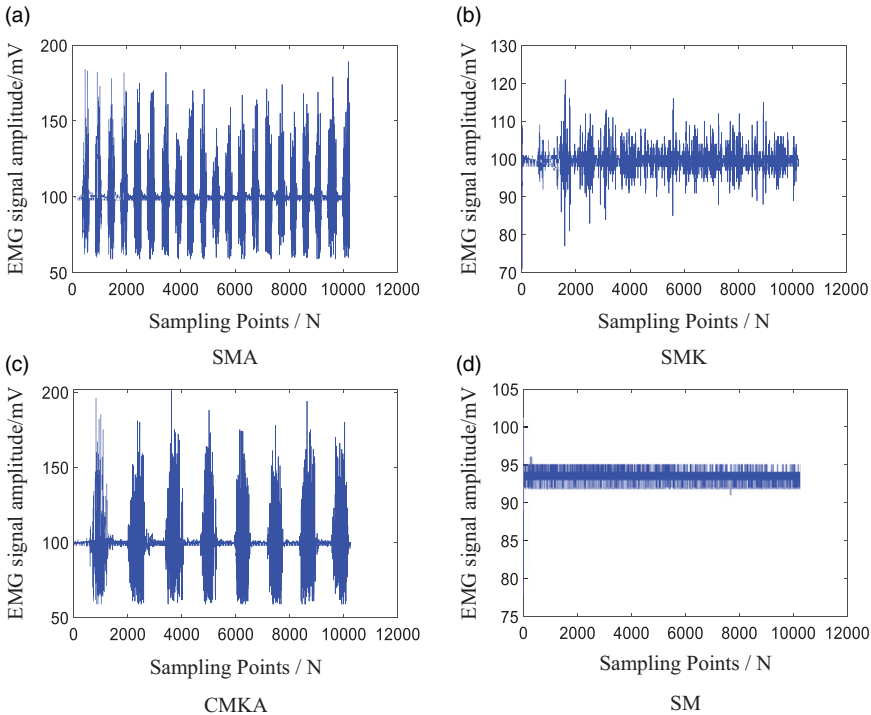 (a)
EMG signal amplitude/mV
200
150
100
50
0 2000 4000 6000 8000 10000 12000
Sampling Points / N
SMA
(b)
EMG signal amplitude/mV
130
120
110
100
90
80
70
0 2000 4000 6000 8000 10000 12000
Sampling Points / N
SMK
(c)
EMG signal amplitude/mV
200
150
100
50
0 2000 4000 6000 8000 10000 12000
Sampling Points / N
CMKA
(d)
EMG signal amplitude/mV
105
100
95
90
85
80
75
0 2000 4000 6000 8000 10000 12000
Sampling Points / N
SM